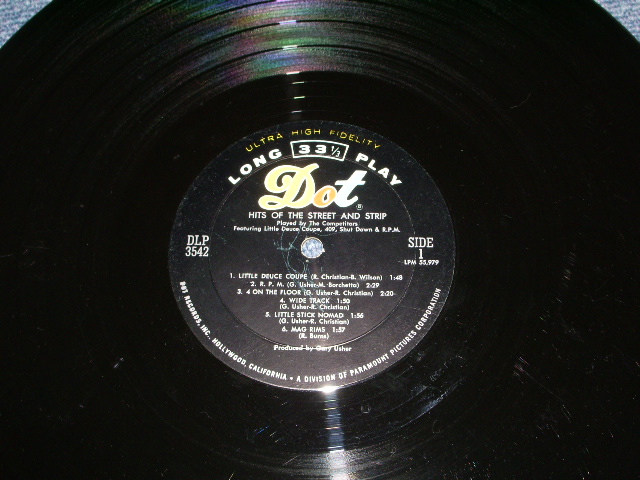 ULTRA HIGH FIDELITY
LONG 33 1/3 PLAY
Dot
®
HITS OF THE STREET AND STRIP
Played by The Competitors
Featuring Little Deuce Coupe, 409, Shut Down & R.P.M.
DLP
3542
SIDE
1
LPM 55,979
1. LITTLE DEUCE COUPE (R. Christian-B. Wilson) 1:48
2. R. P. M. (G. Usher-M. Borchetta) 2:29
3. 4 ON THE FLOOR (G. Usher-R. Christian) 2:20
4. WIDE TRACK 1:50
(G. Usher-R. Christian)
5. LITTLE STICK NOMAD 1:56
(G. Usher-R. Christian)
6. MAG RIMS 1:57
(R. Burns)
Produced by Gary Usher
DOT RECORDS, INC. HOLLYWOOD, CALIFORNIA • A DIVISION OF PARAMOUNT PICTURES CORPORATION